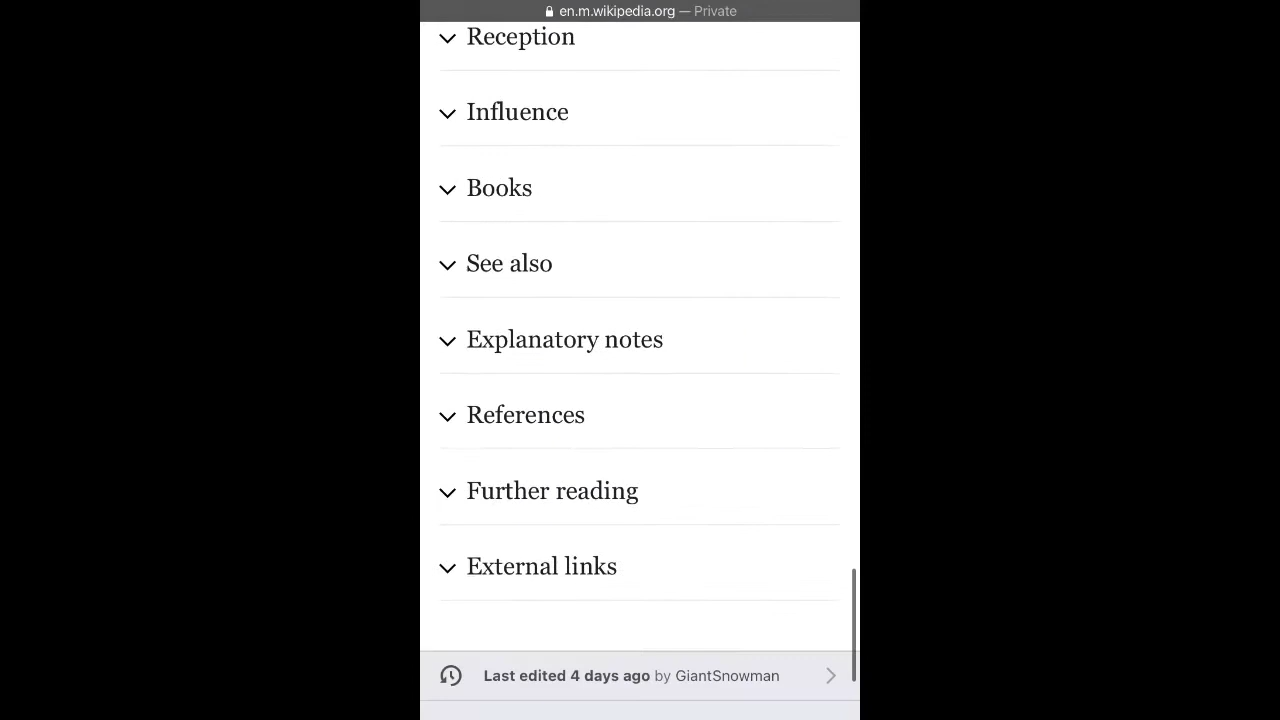 en.m.wikipedia.org — Private
Reception
Influence
Books
See also
Explanatory notes
References
Further reading
External links
Last edited 4 days ago by GiantSnowman